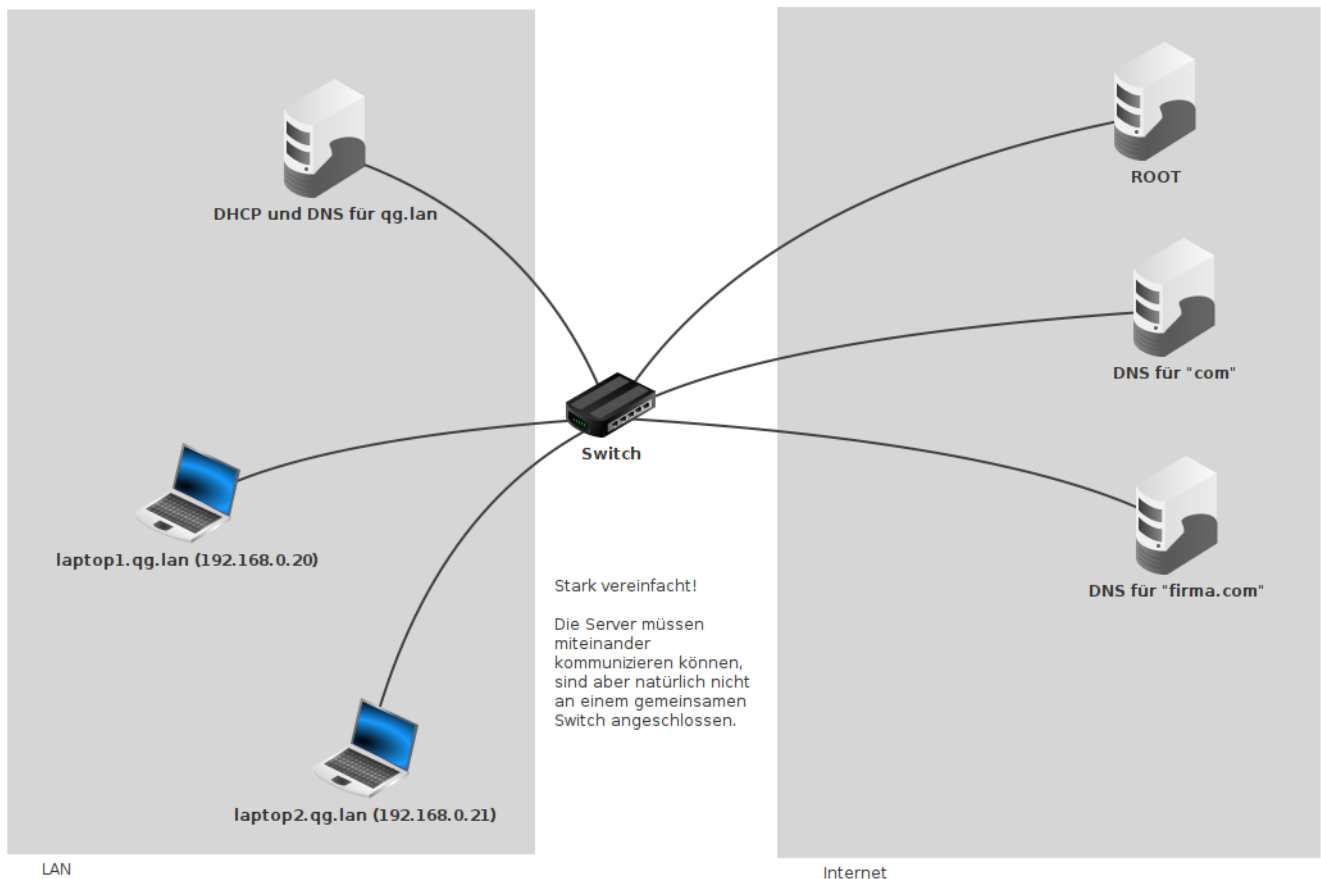 ROOT
DHCP und DNS für qg.lan
DNS für "com"
Switch
laptop1.qg.lan (192.168.0.20)
Stark vereinfacht!
DNS für "firma.com"
Die Server müssen
miteinander
kommunizieren können,
sind aber natürlich nicht
an einem gemeinsamen
Switch angeschlossen.
laptop2.qg.lan (192.168.0.21)
LAN
Internet